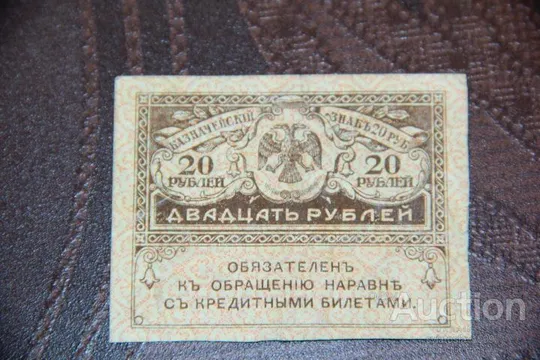 КАЗНАЧЕЙСКІЙ ЗНАКЪ 20 РУБ.
20 РУБЛЕЙ 20 РУБЛЕЙ
ДВАДЦАТЬ РУБЛЕЙ
ОБЯЗАТЕЛЕНЪ
КЪ ОБРАЩЕНІЮ НАРАВНѢ
СЪ КРЕДИТНЫМИ БИЛЕТАМИ.
Auction